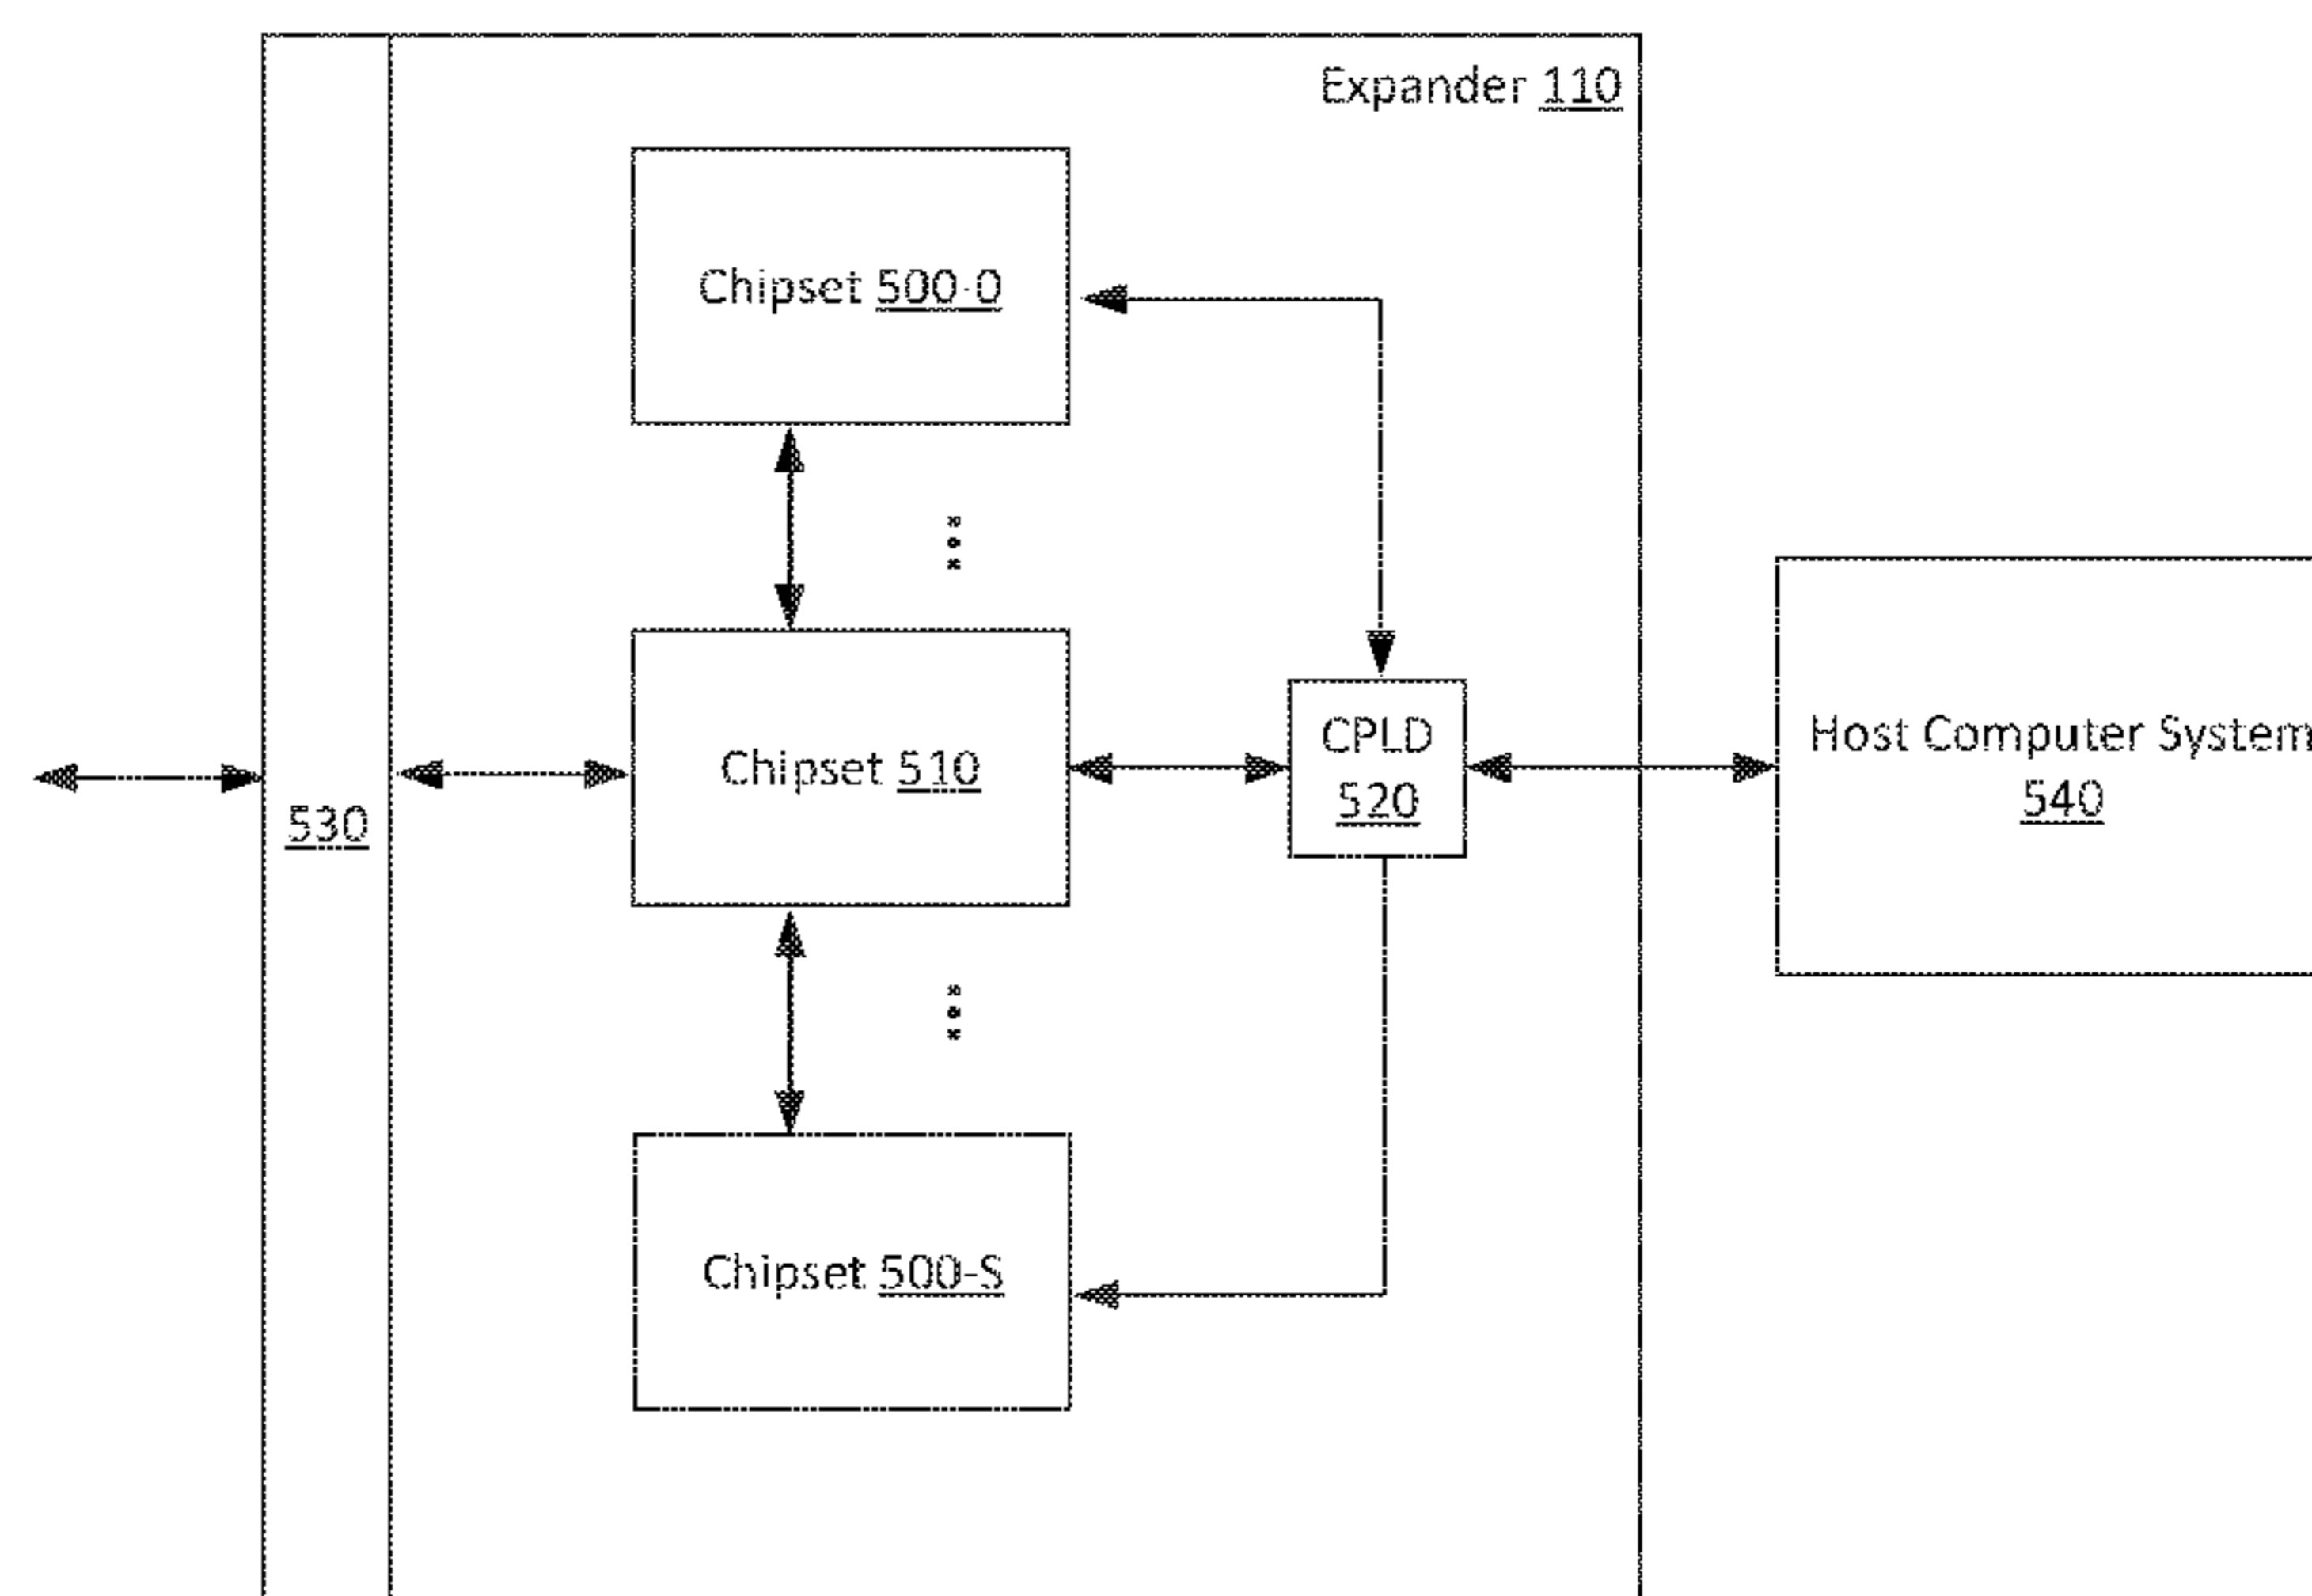 Expander 110
Chipset 500-0
Chipset 510
CPLD
520
Host Computer System
540
530
Chipset 500-S